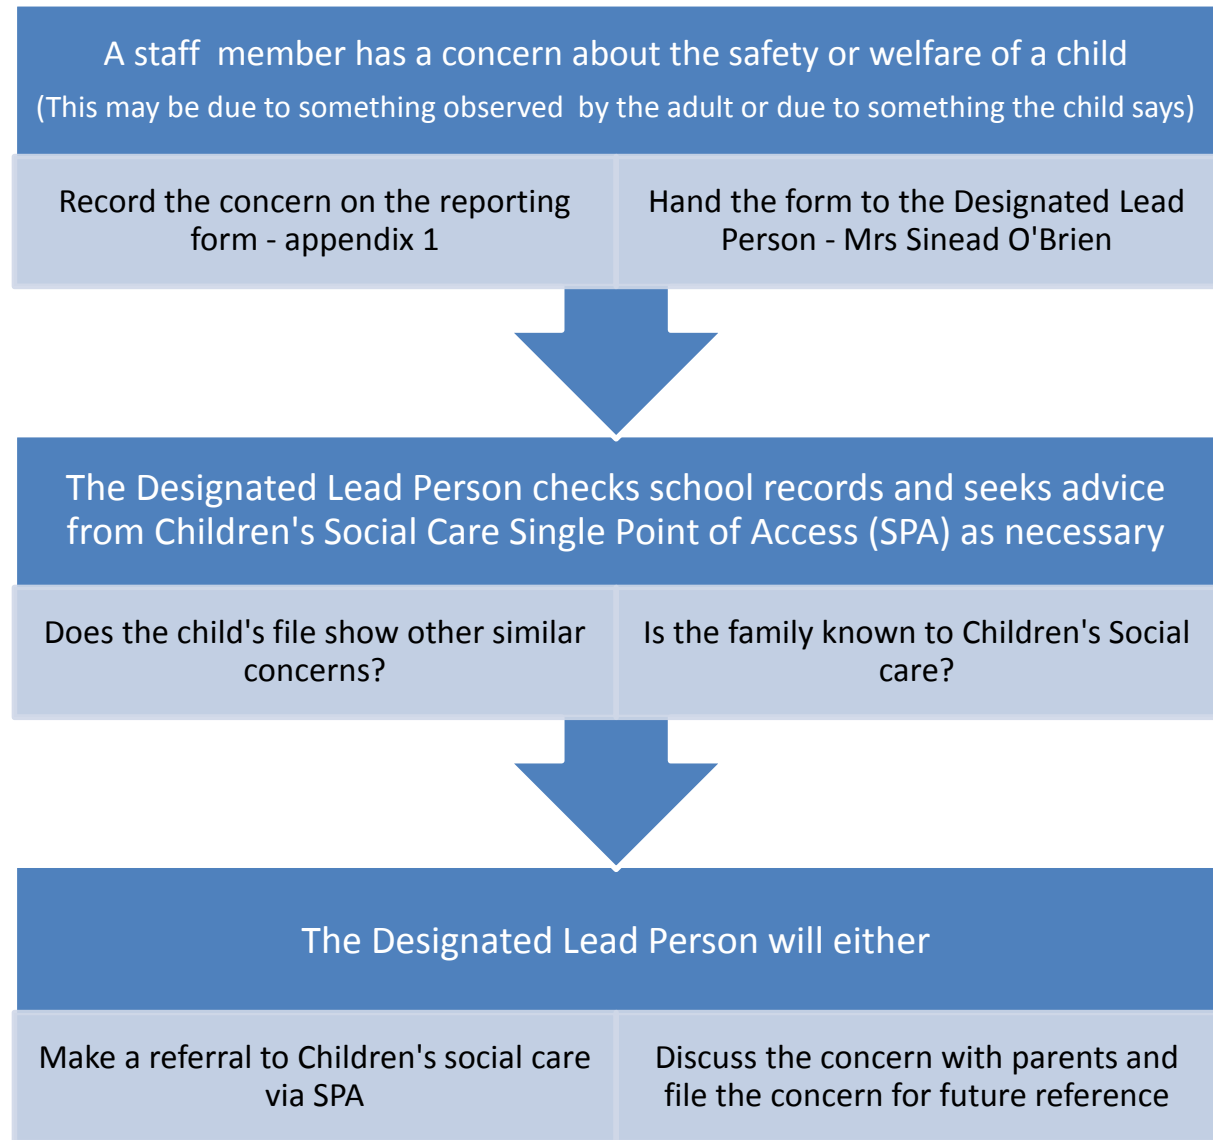 A staff  member has a concern about the safety or welfare of a child
(This may be due to something observed  by the adult or due to something the child says)
Record the concern on the reporting
form - appendix 1
Hand the form to the Designated Lead
Person - Mrs Sinead O'Brien
The Designated Lead Person checks school records and seeks advice
from Children's Social Care Single Point of Access (SPA) as necessary
Does the child's file show other similar
concerns?
Is the family known to Children's Social
care?
The Designated Lead Person will either
Make a referral to Children's social care
via SPA
Discuss the concern with parents and
file the concern for future reference